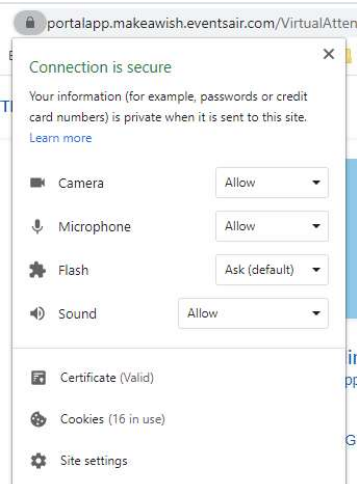 portalapp.makeawish.eventsair.com/VirtualAtten
Connection is secure
Your information (for example, passwords or credit
card numbers) is private when it is sent to this site.
Learn more
Camera Allow
Microphone Allow
Flash Ask (default)
Sound Allow
Certificate (Valid)
Cookies (16 in use)
Site settings